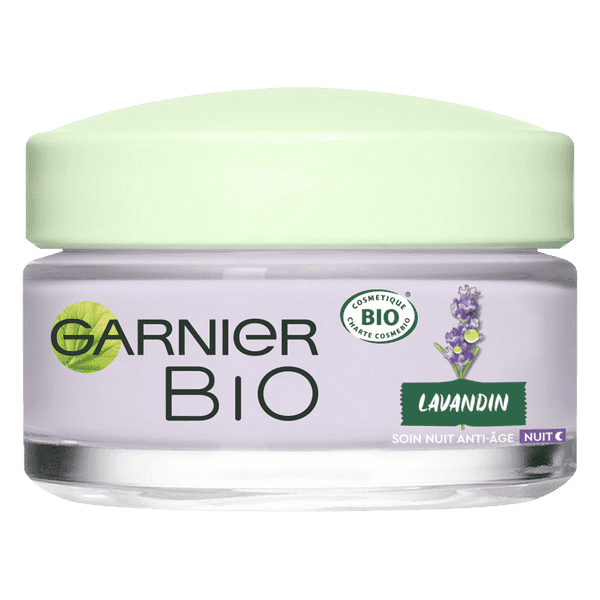 GARNIER
BIO
COSMETIQUE
BIO
CHARTE COSMEBIO
LAVANDIN
SOIN NUIT ANTI-ÂGE NUIT